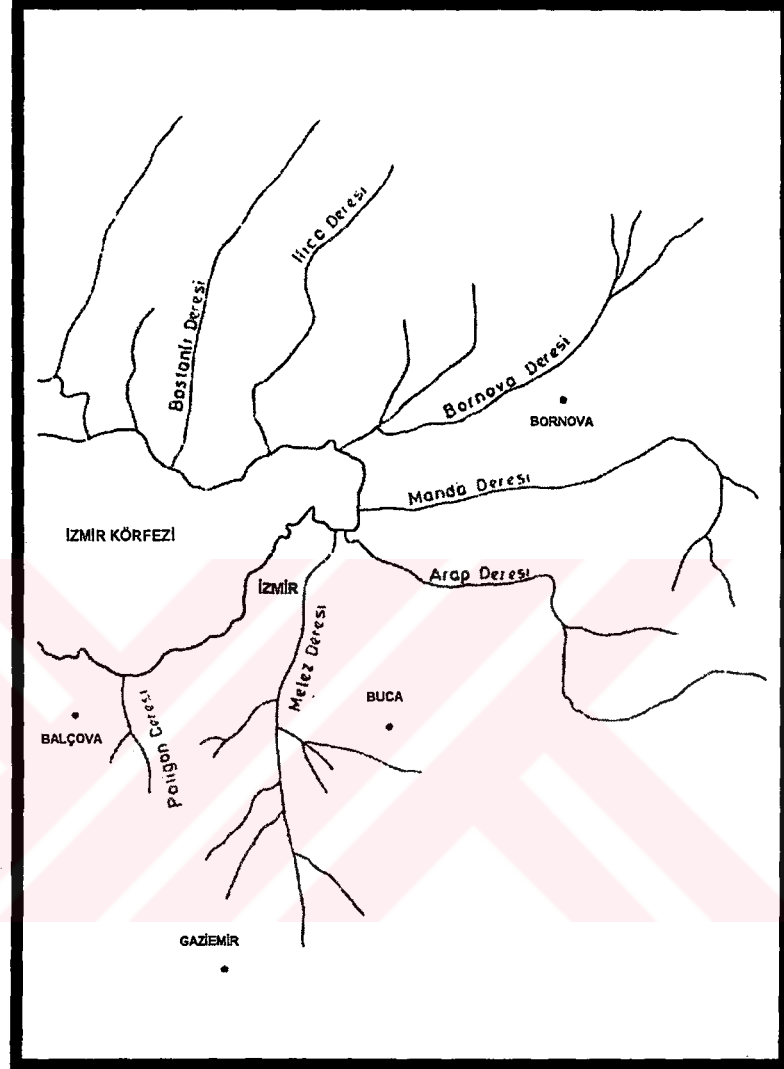 Ilıca Deresi
Bostanlı Deresi
Bornova Deresi
BORNOVA
Manda Deresi
İZMİR KÖRFEZİ
Arap Deresi
İZMİR
Melez Deresi
BUCA
BALÇOVA
Poligon Deresi
GAZİEMİR